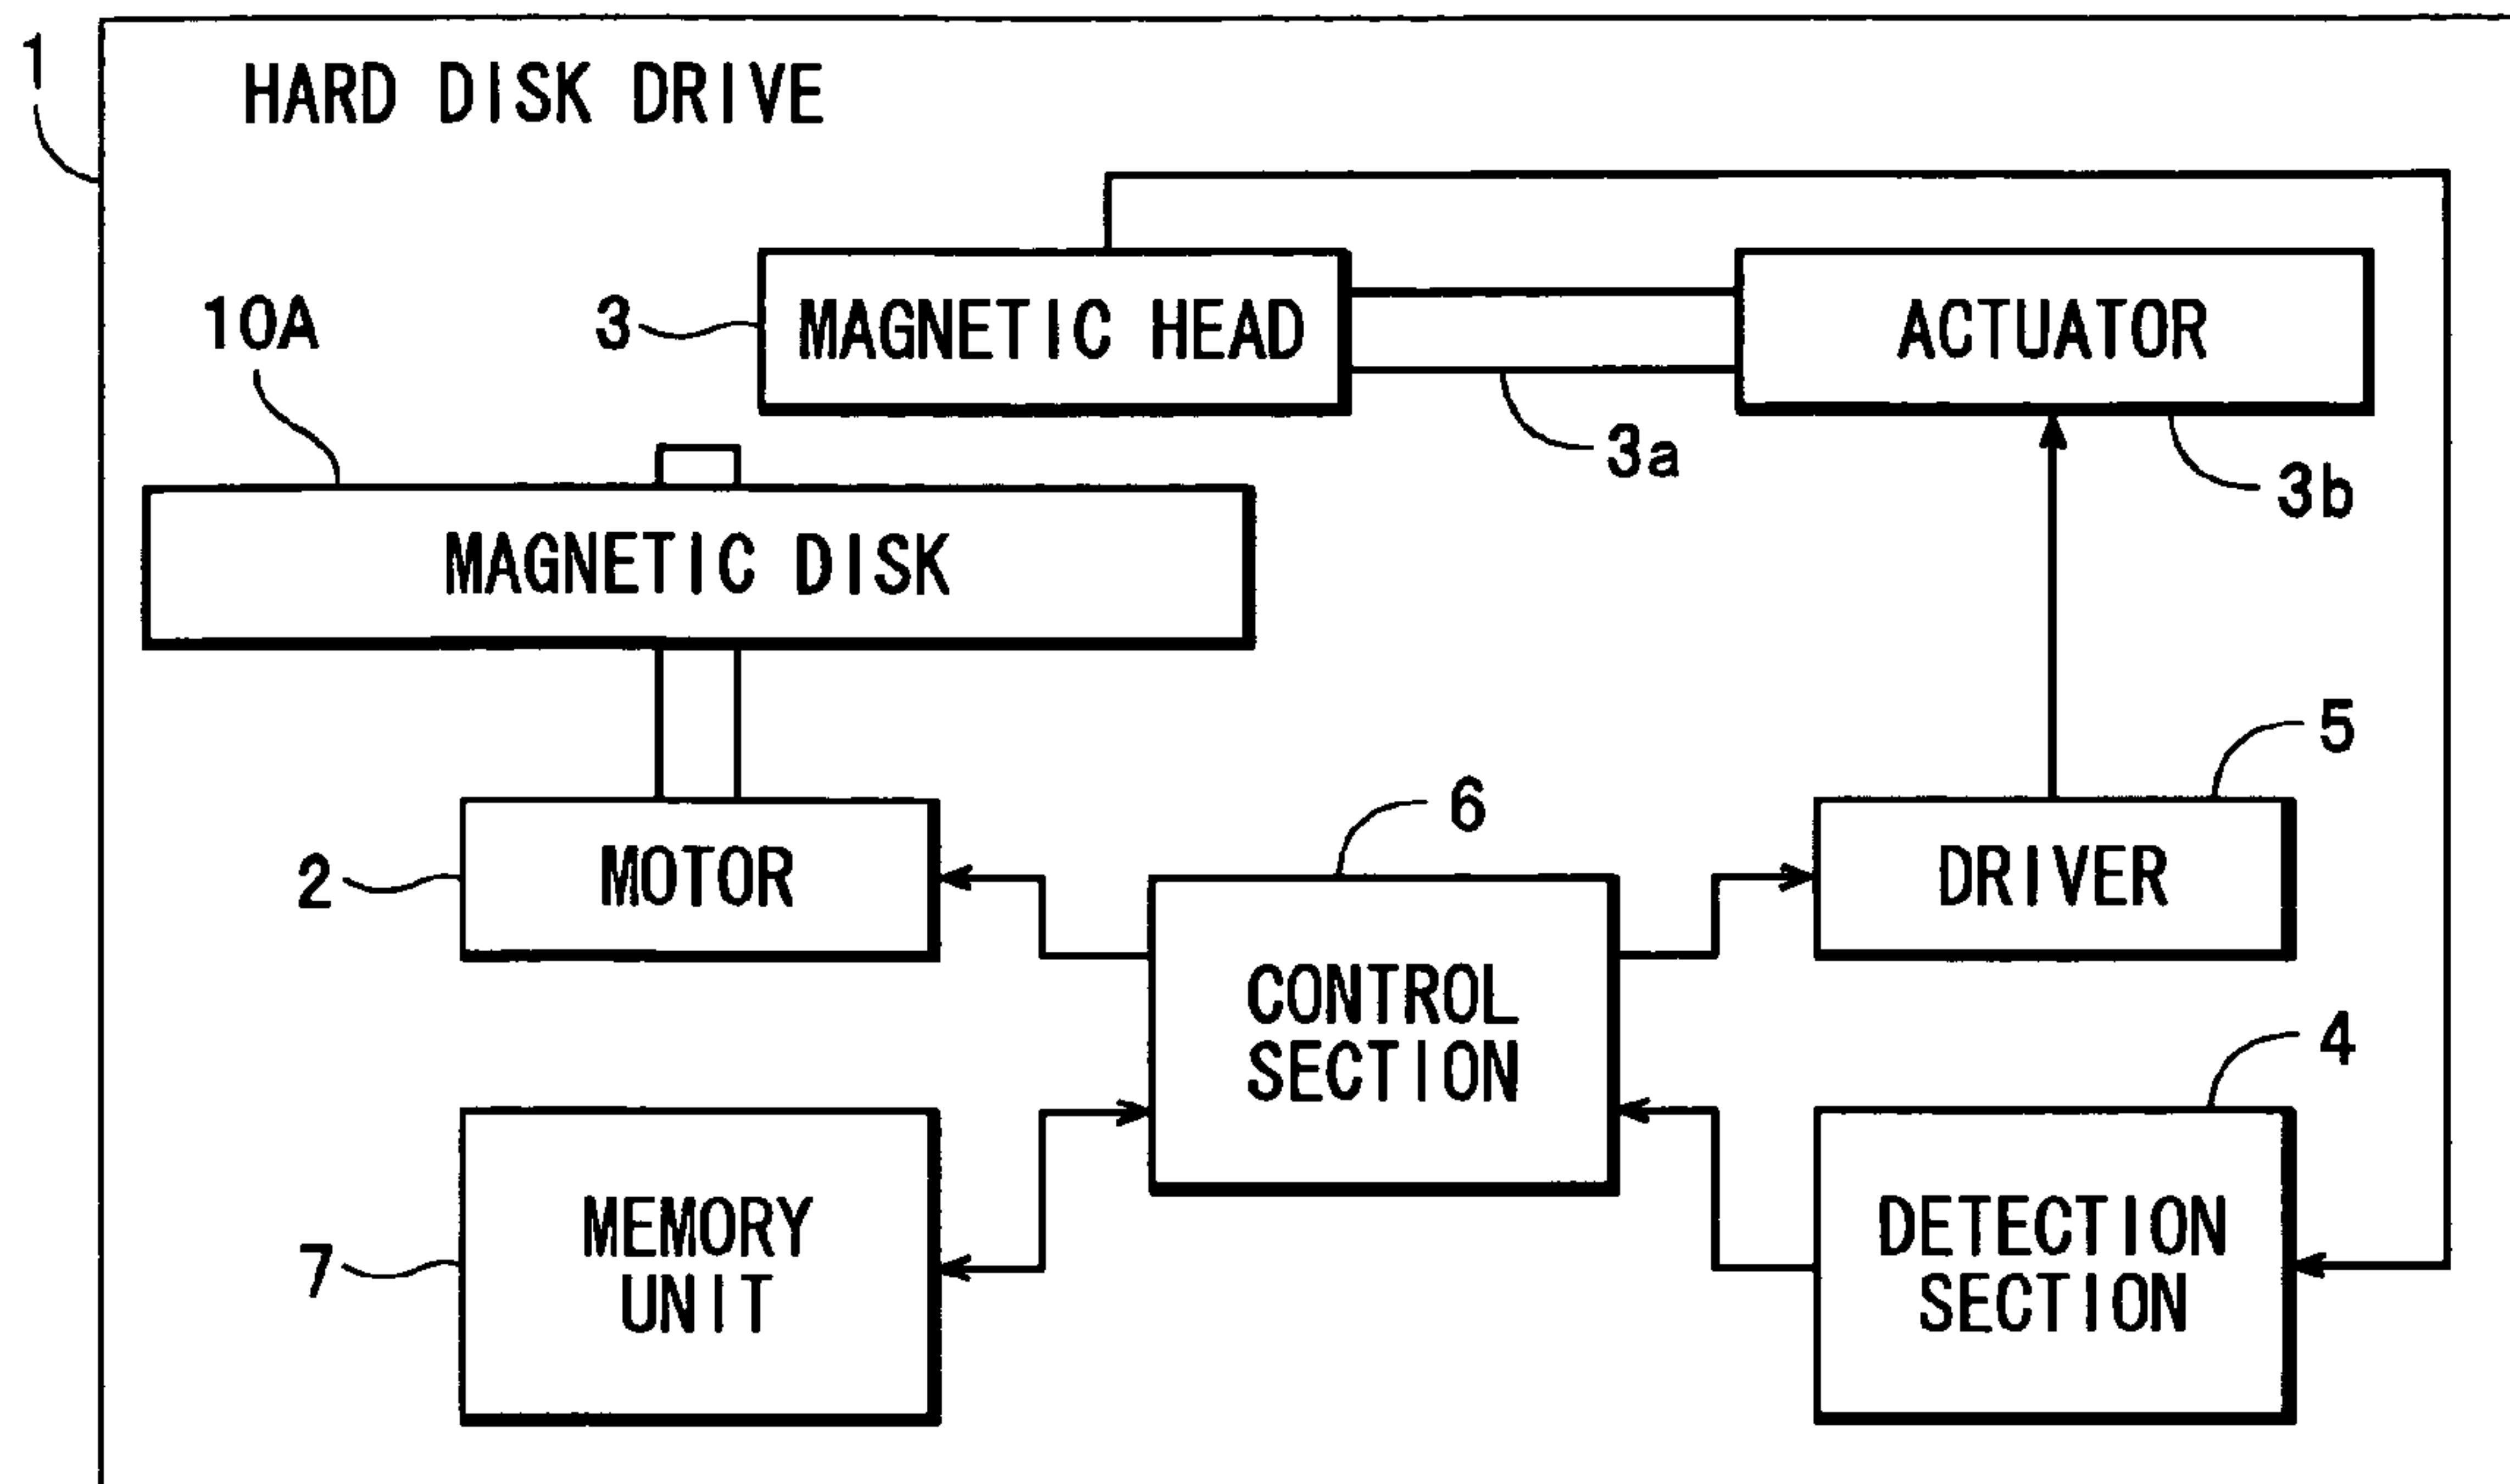 1
HARD DISK DRIVE
10A
3
MAGNETIC HEAD
ACTUATOR
3a
3b
MAGNETIC DISK
5
6
2
MOTOR
DRIVER
CONTROL
SECTION
4
7
MEMORY
UNIT
DETECTION
SECTION